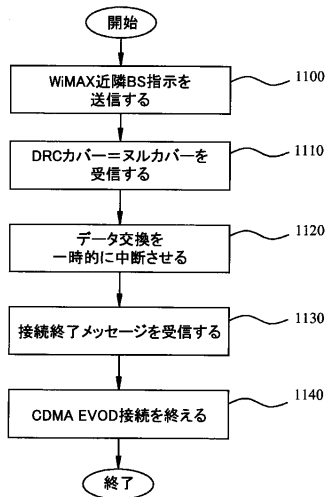 開始
WiMAX近隣BS指示を
送信する
1100
DRCカバー＝ヌルカバーを
受信する
1110
データ交換を
一時的に中断させる
1120
接続終了メッセージを受信する
1130
CDMA EVOD接続を終える
1140
終了